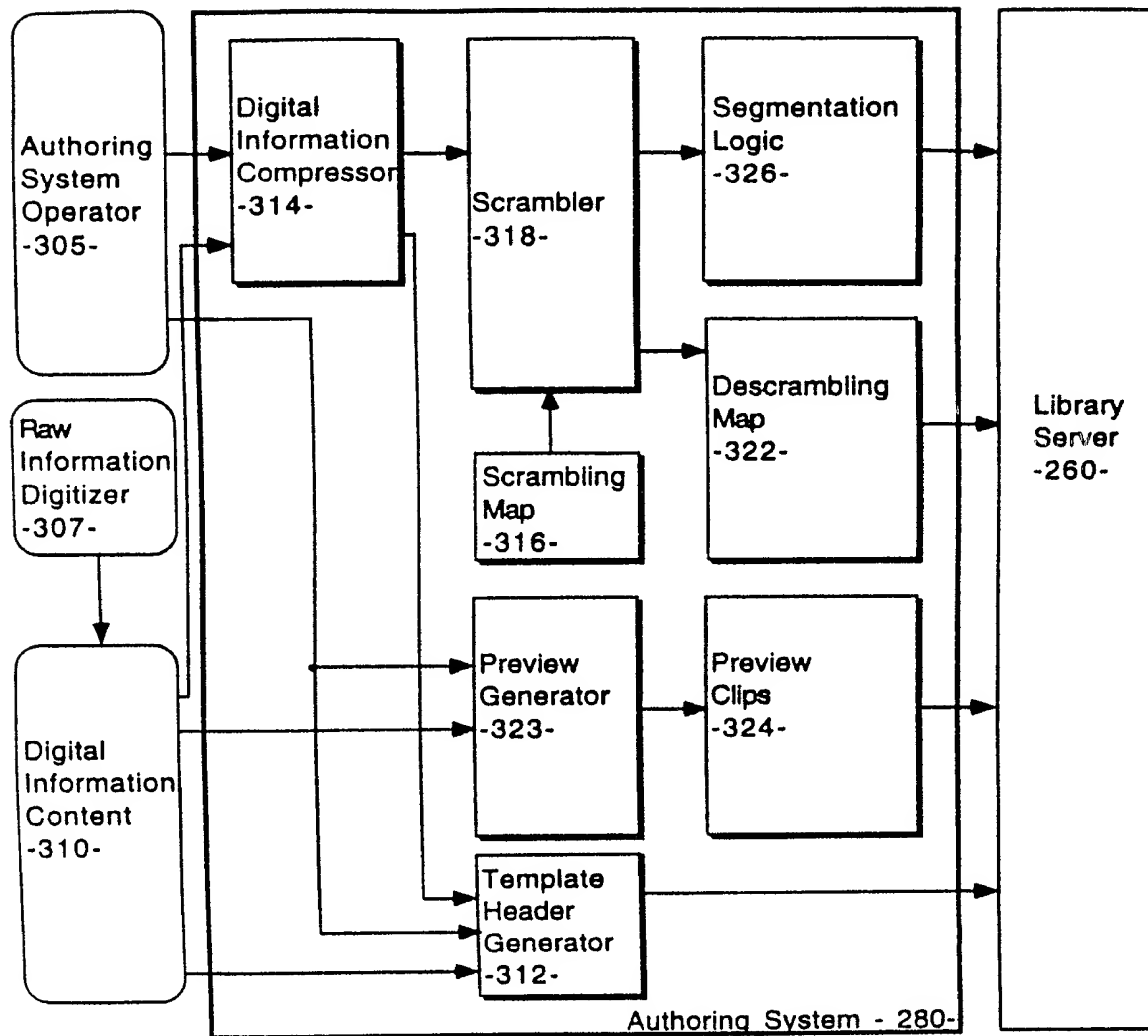 Authoring
System
Operator
-305-
Digital
Information
Compressor
-314-
Scrambler
-318-
Segmentation
Logic
-326-
Raw
Information
Digitizer
-307-
Scrambling
Map
-316-
Descrambling
Map
-322-
Library
Server
-260-
Digital
Information
Content
-310-
Preview
Generator
-323-
Preview
Clips
-324-
Template
Header
Generator
-312-
Authoring System - 280-